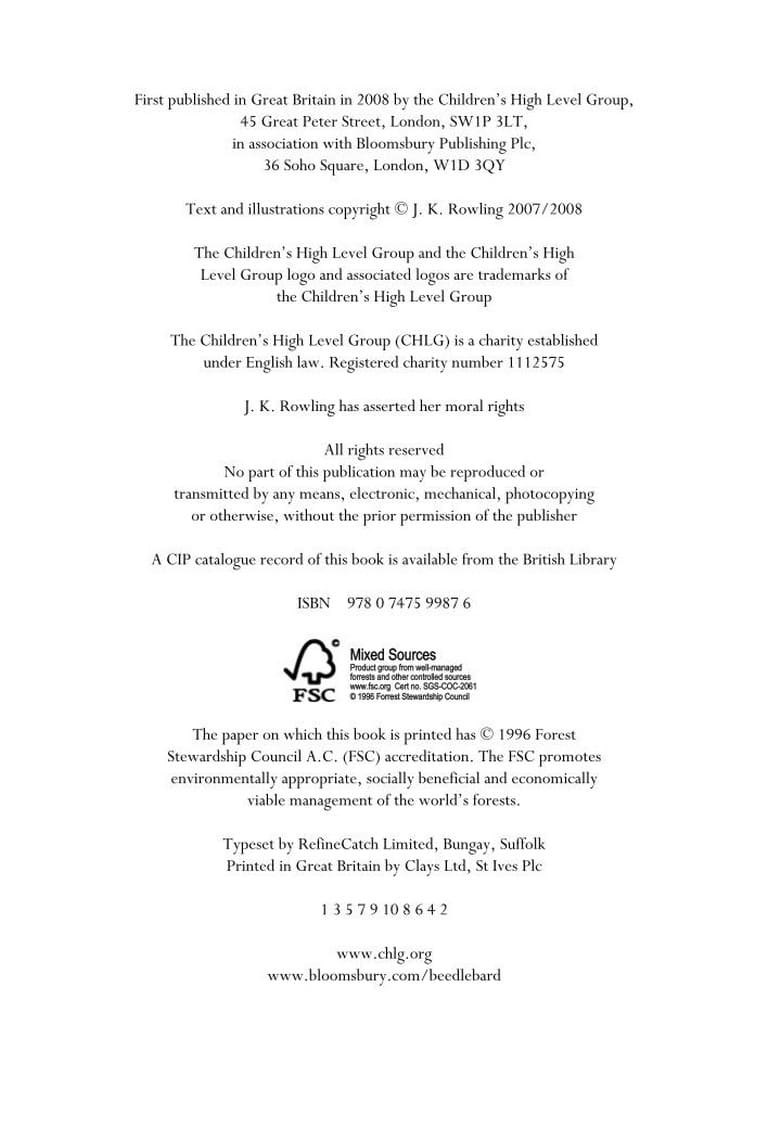 First published in Great Britain in 2008 by the Children’s High Level Group,
45 Great Peter Street, London, SW1P 3LT,
in association with Bloomsbury Publishing Plc,
36 Soho Square, London, W1D 3QY
Text and illustrations copyright © J. K. Rowling 2007/2008
The Children’s High Level Group and the Children’s High
Level Group logo and associated logos are trademarks of
the Children’s High Level Group
The Children’s High Level Group (CHLG) is a charity established
under English law. Registered charity number 1112575
J. K. Rowling has asserted her moral rights
All rights reserved
No part of this publication may be reproduced or
transmitted by any means, electronic, mechanical, photocopying
or otherwise, without the prior permission of the publisher
A CIP catalogue record of this book is available from the British Library
ISBN 978 0 7475 9987 6
©
FSC
Mixed Sources
Product group from well-managed
forrests and other controlled sources
www.fsc.org Cert no. SGS-COC-2061
© 1996 Forrest Stewardship Council
The paper on which this book is printed has © 1996 Forest
Stewardship Council A.C. (FSC) accreditation. The FSC promotes
environmentally appropriate, socially beneficial and economically
viable management of the world’s forests.
Typeset by RefineCatch Limited, Bungay, Suffolk
Printed in Great Britain by Clays Ltd, St Ives Plc
1 3 5 7 9 10 8 6 4 2
www.chlg.org
www.bloomsbury.com/beedlebard